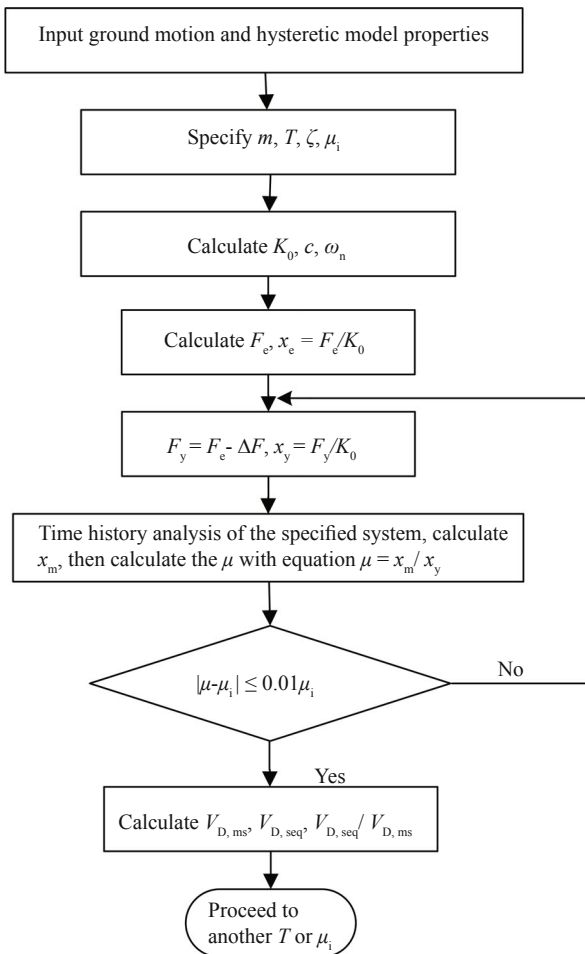 Input ground motion and hysteretic model properties
Specify m, T, ζ, μi
Calculate K0, c, ωn
Calculate Fe, xe = Fe/K0
Fy = Fe- ΔF, xy = Fy/K0
Time history analysis of the specified system, calculate
xm, then calculate the μ with equation μ = xm/ xy
|μ-μi| ≤ 0.01μi
No
Yes
Calculate VD, ms, VD, seq, VD, seq/ VD, ms
Proceed to
another T or μi